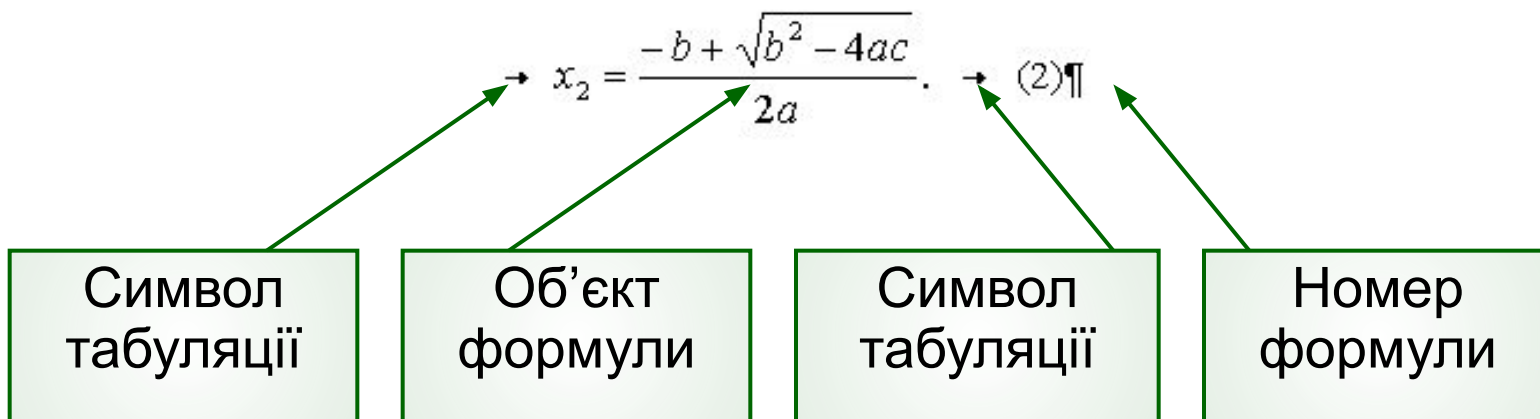 → x₂ = (-b + √(b² - 4ac)) / 2a. → (2)¶
Символ
табуляції
Об’єкт
формули
Символ
табуляції
Номер
формули